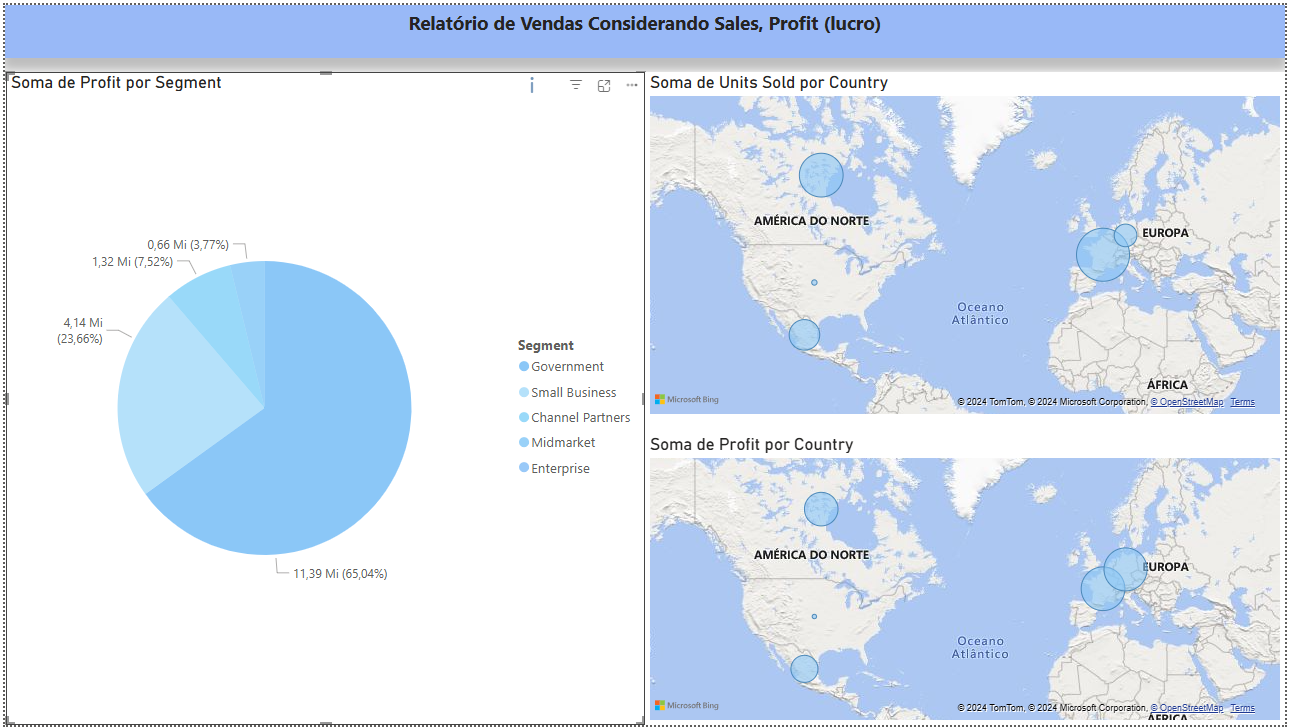 Relatório de Vendas Considerando Sales, Profit (lucro)
Soma de Profit por Segment
0,66 Mi (3,77%)
1,32 Mi (7,52%)
4,14 Mi
(23,66%)
11,39 Mi (65,04%)
Segment
Government
Small Business
Channel Partners
Midmarket
Enterprise
Soma de Units Sold por Country
AMÉRICA DO NORTE
EUROPA
Oceano
Atlântico
ÁFRICA
Microsoft Bing
© 2024 TomTom, © 2024 Microsoft Corporation, © OpenStreetMap Terms
Soma de Profit por Country
AMÉRICA DO NORTE
EUROPA
Oceano
Atlântico
ÁFRICA
Microsoft Bing
© 2024 TomTom, © 2024 Microsoft Corporation, © OpenStreetMap Terms